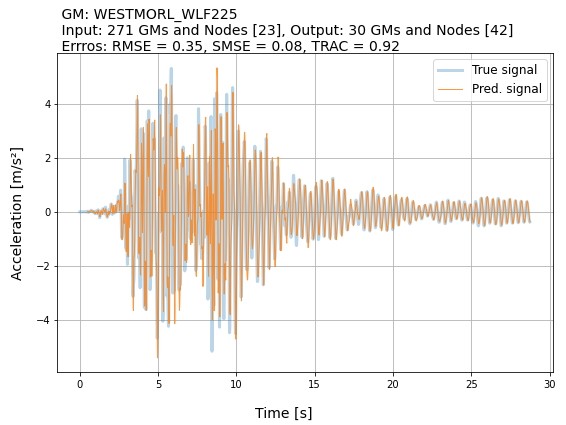 GM: WESTMORL_WLF225
Input: 271 GMs and Nodes [23], Output: 30 GMs and Nodes [42]
Errros: RMSE = 0.35, SMSE = 0.08, TRAC = 0.92
True signal
Pred. signal
4
2
0
−2
−4
Acceleration [m/s²]
0 5 10 15 20 25 30
Time [s]